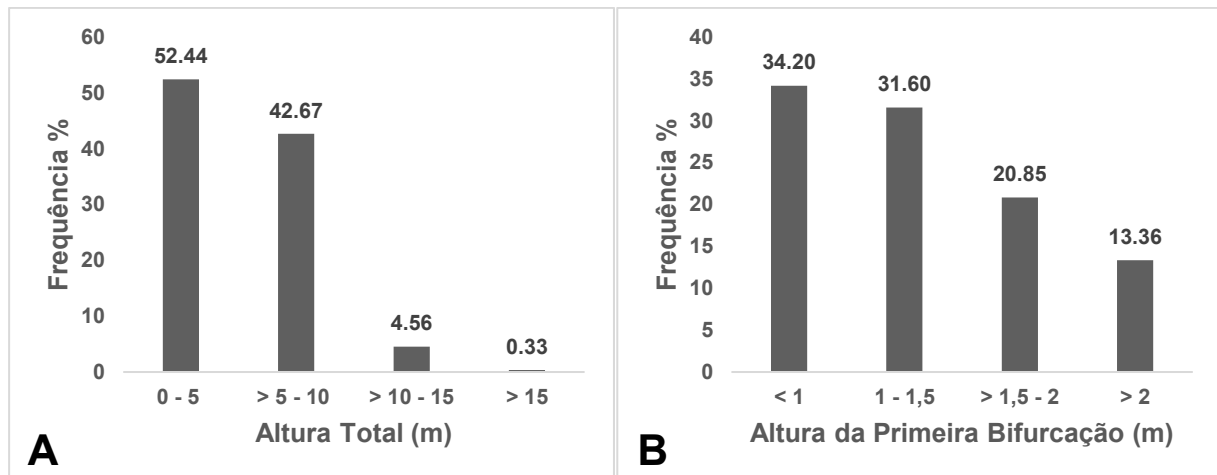 60
50
40
30
20
10
0
Frequência %
52.44
42.67
4.56
0.33
0 - 5
> 5 - 10
> 10 - 15
> 15
Altura Total (m)
A
40
35
30
25
20
15
10
5
0
Frequência %
34.20
31.60
20.85
13.36
< 1
1 - 1,5
> 1,5 - 2
> 2
Altura da Primeira Bifurcação (m)
B